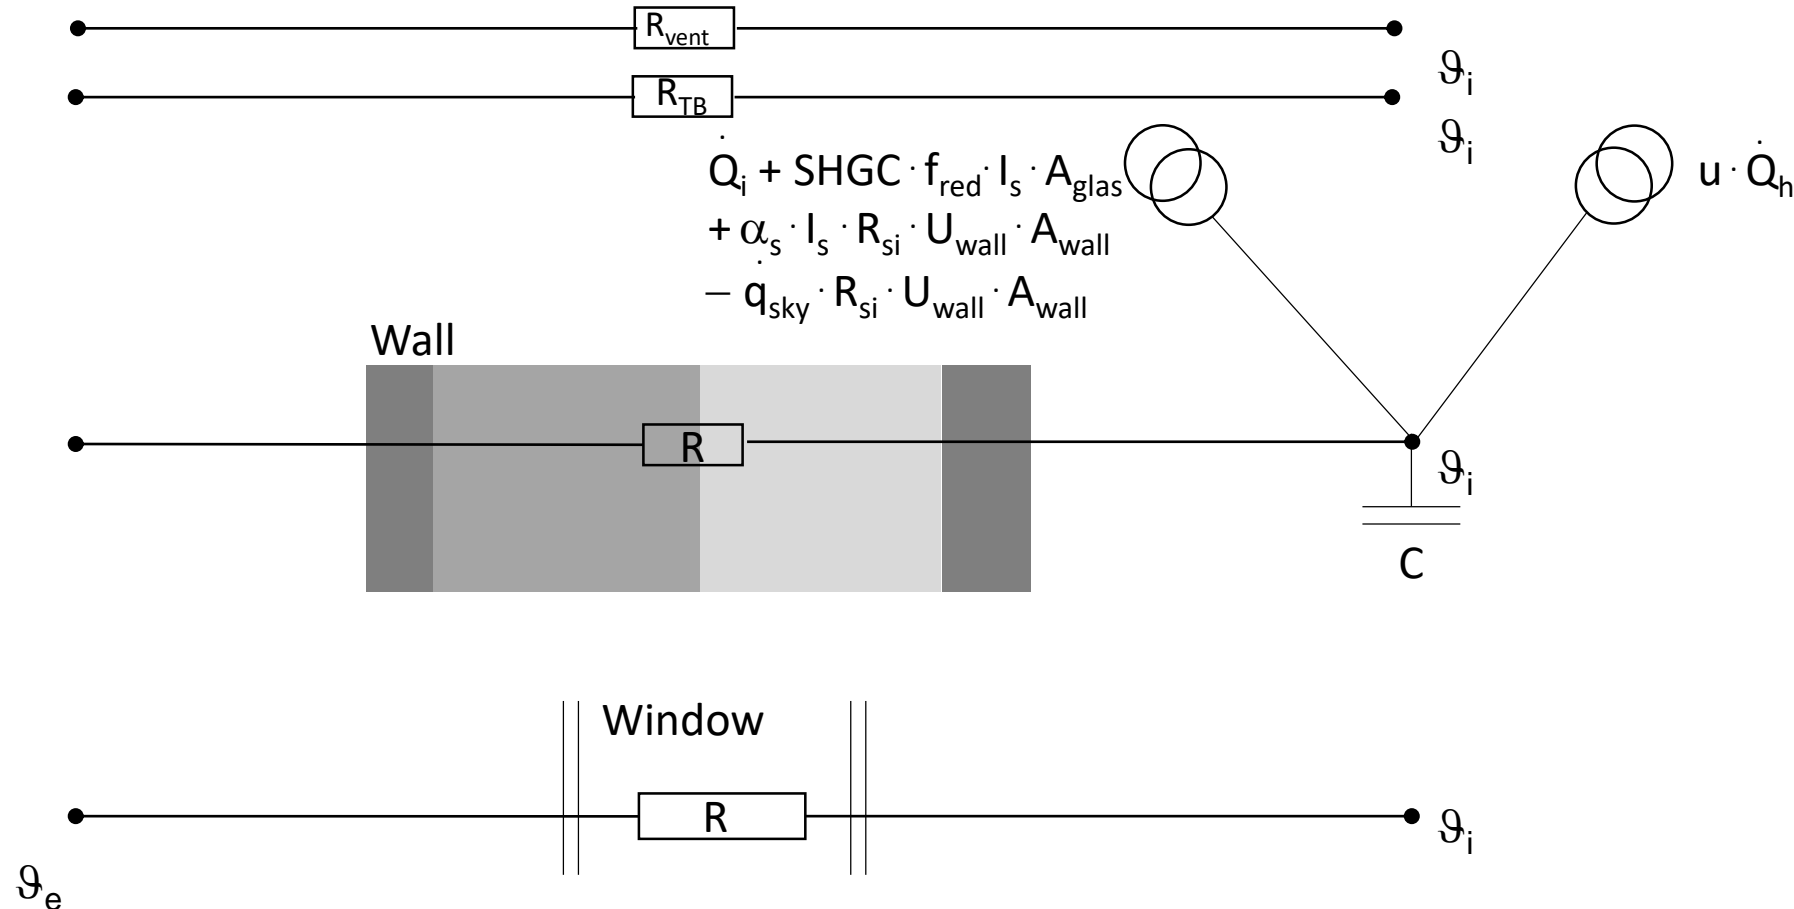 R_vent
ϑ_i
R_TB
ϑ_i
Q̇_i + SHGC · f_red · I_s · A_glas
u · Q̇_h
+ α_s · I_s · R_si · U_wall · A_wall
− q̇_sky · R_si · U_wall · A_wall
Wall
R
ϑ_i
C
Window
R
ϑ_i
ϑ_e